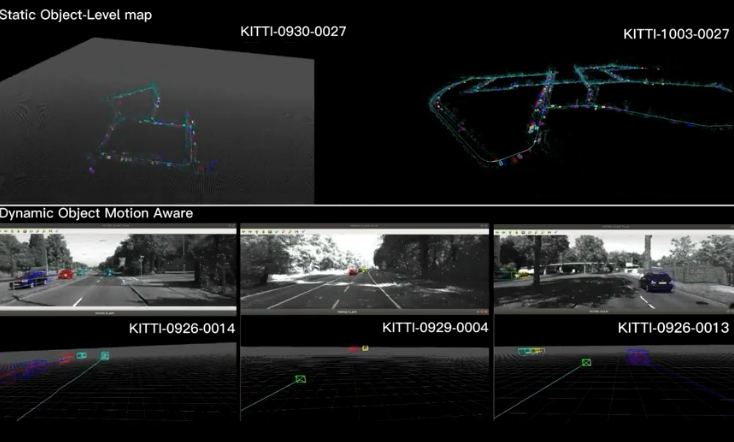 Static Object-Level map
KITTI-0930-0027
KITTI-1003-0027
Dynamic Object Motion Aware
KITTI-0926-0014
KITTI-0929-0004
KITTI-0926-0013